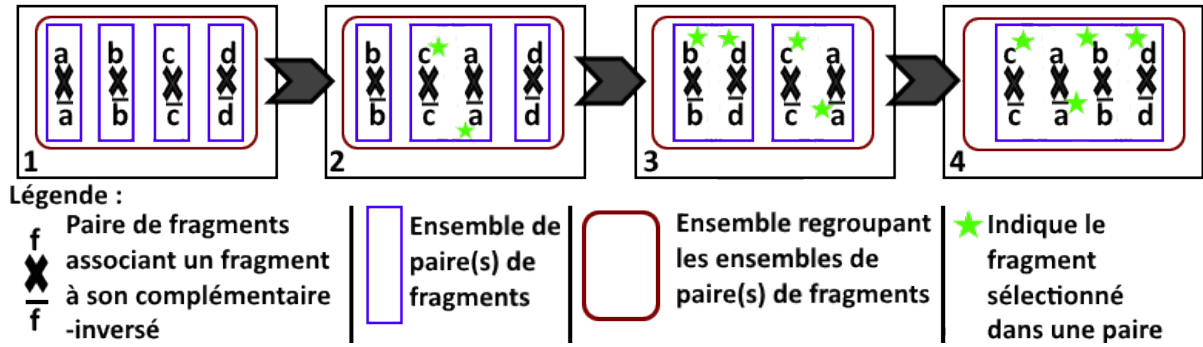 a b c d
a̅ b̅ c̅ d̅
1
b c a d
b̅ c̅ a̅ d̅
2
b d c a
b̅ d̅ c̅ a̅
3
c a b d
c̅ a̅ b̅ d̅
4
Légende :
f
f̅
Paire de fragments
associant un fragment
à son complémentaire
-inversé
Ensemble de
paire(s) de
fragments
Ensemble regroupant
les ensembles de
paire(s) de fragments
Indique le
fragment
sélectionné
dans une paire